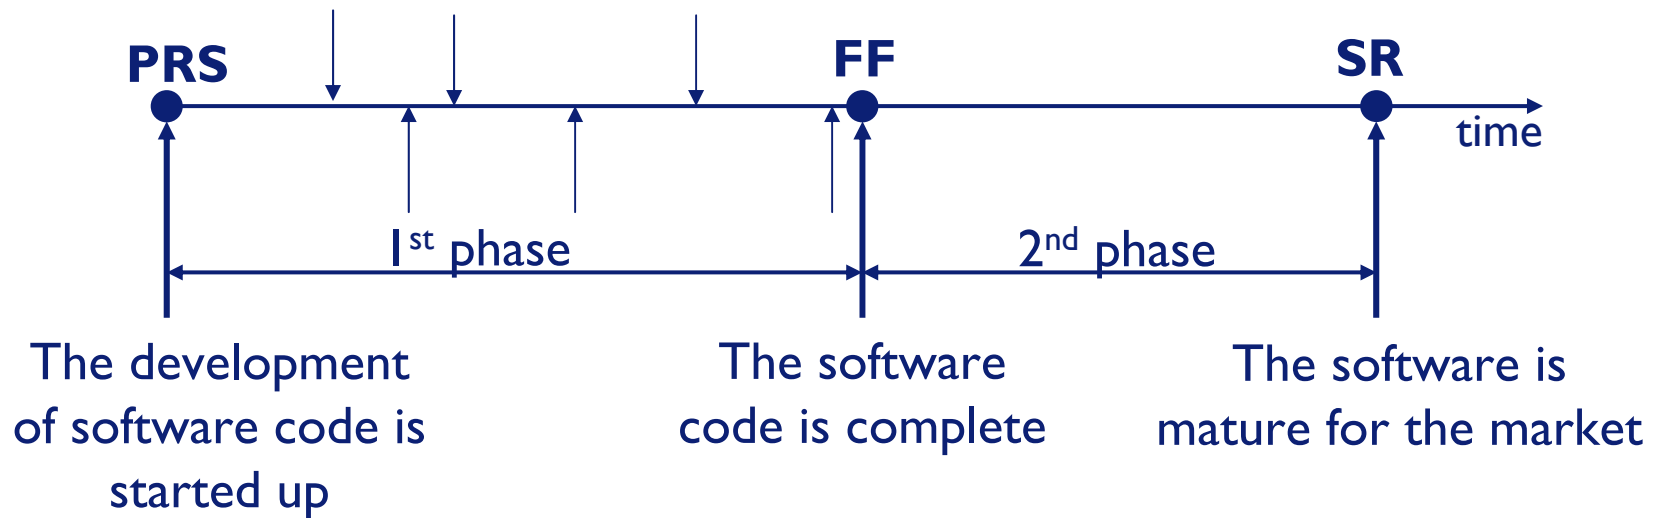 PRS
FF
SR
time
1st phase
2nd phase
The development
of software code is
started up
The software
code is complete
The software is
mature for the market